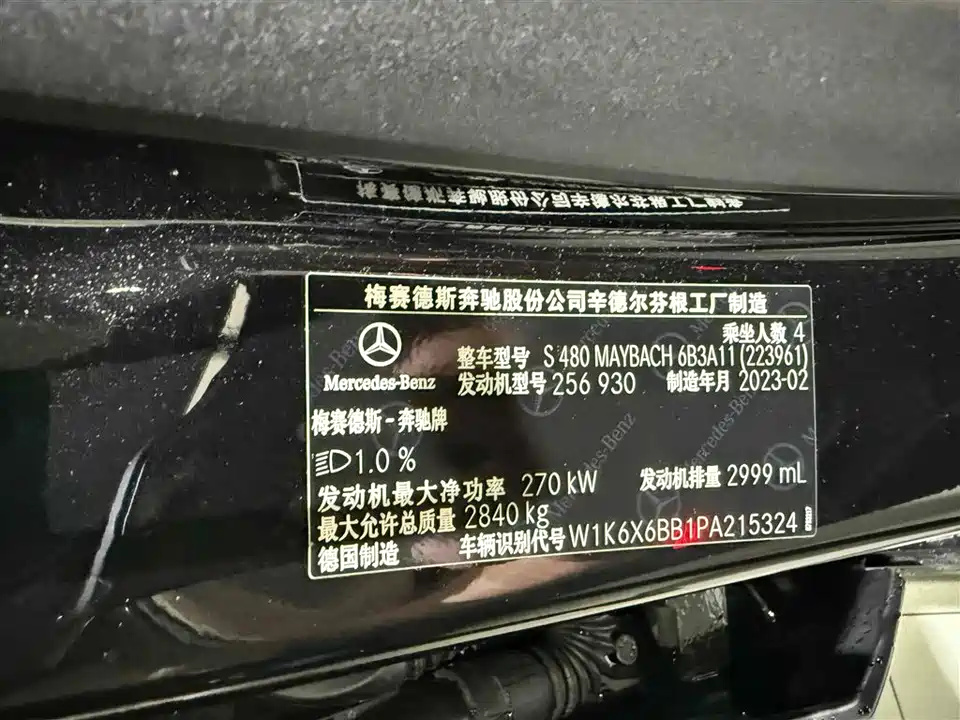 梅赛德斯奔驰股份公司辛德尔芬根工厂制造
乘坐人数 4
整车型号 S 480 MAYBACH 6B3A11 (223961)
Mercedes-Benz 发动机型号 256 930 制造年月 2023-02
梅赛德斯-奔驰牌
1.0 %
发动机最大净功率 270 kW 发动机排量 2999 mL
最大允许总质量 2840 kg
德国制造 车辆识别代号 W1K6X6BB1PA215324